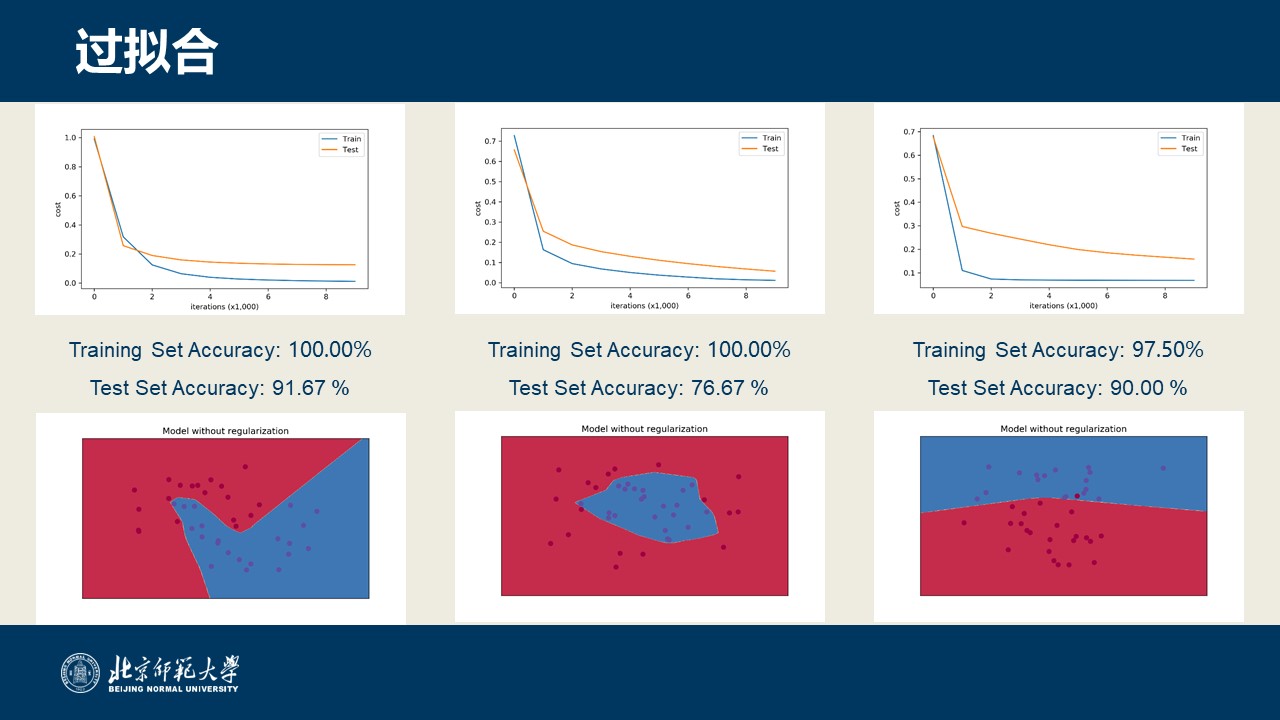 过拟合
1.0
0.8
0.6
0.4
0.2
0.0
cost
0 2 4 6 8
iterations (x1,000)
Train
Test
0.7
0.6
0.5
0.4
0.3
0.2
0.1
0.0
cost
0 2 4 6 8
iterations (x1,000)
Train
Test
0.7
0.6
0.5
0.4
0.3
0.2
0.1
cost
0 2 4 6 8
iterations (x1,000)
Train
Test
Training Set Accuracy: 100.00%
Test Set Accuracy: 91.67 %
Training Set Accuracy: 100.00%
Test Set Accuracy: 76.67 %
Training Set Accuracy: 97.50%
Test Set Accuracy: 90.00 %
Model without regularization
Model without regularization
Model without regularization
北京师范大学
BEIJING NORMAL UNIVERSITY